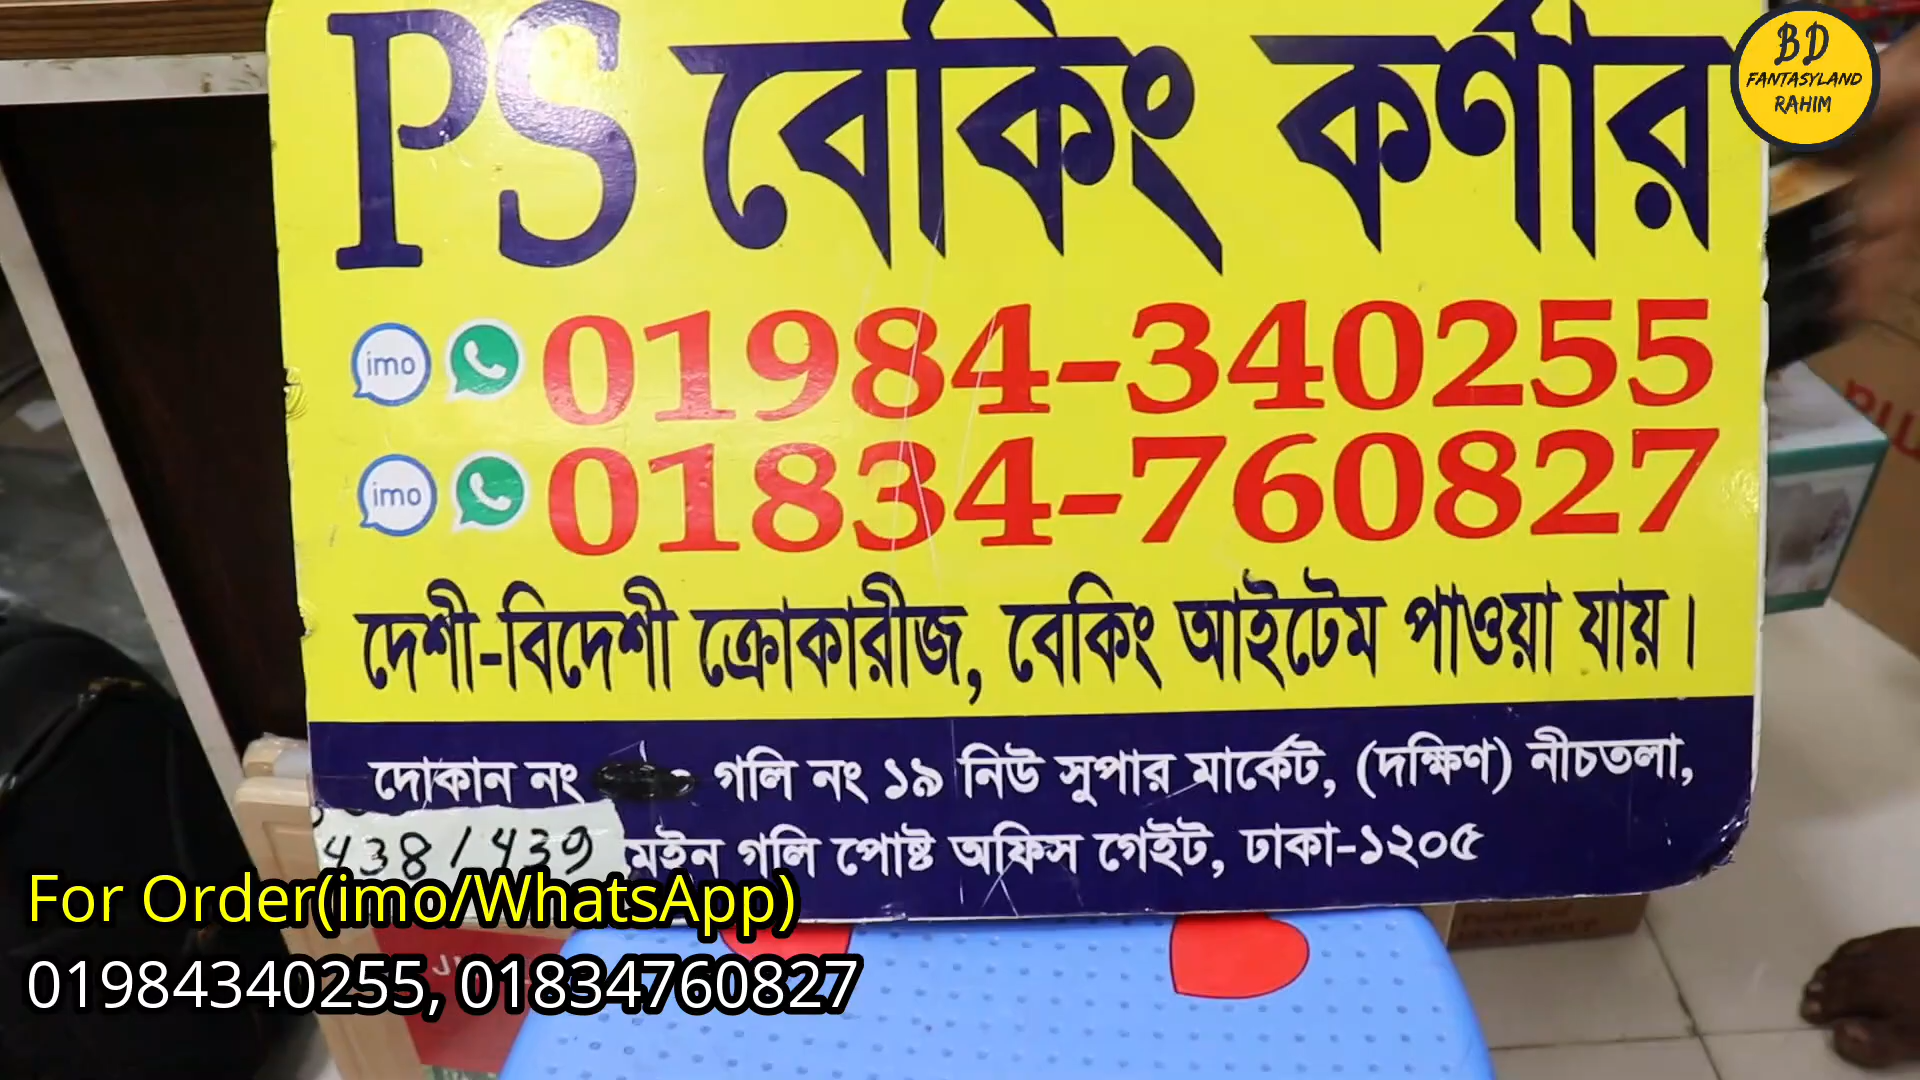 PS বেকিং কর্ণার
BD
FANTASYLAND
RAHIM
imo 01984-340255
imo 01834-760827
দেশী-বিদেশী ক্রোকারীজ, বেকিং আইটেম পাওয়া যায়।
দোকান নং গলি নং ১৯ নিউ সুপার মার্কেট, (দক্ষিণ) নীচতলা,
438/439 মেইন গলি পোষ্ট অফিস গেইট, ঢাকা-১২০৫
For Order(imo/WhatsApp)
01984340255, 01834760827